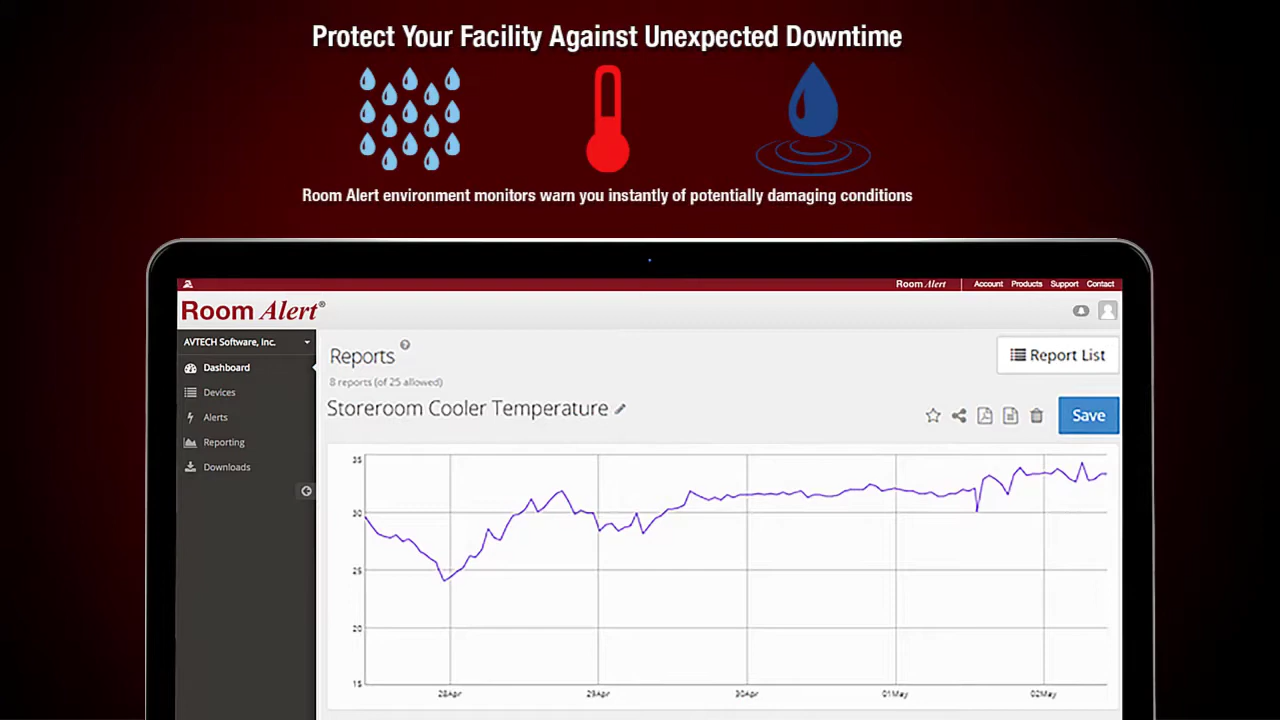 Protect Your Facility Against Unexpected Downtime
Room Alert environment monitors warn you instantly of potentially damaging conditions
Room Alert Account Products Support Contact
Room Alert®
AVTECH Software, Inc.
Dashboard
Devices
Alerts
Reporting
Downloads
Reports ?
Report List
8 reports (of 25 allowed)
Storeroom Cooler Temperature
Save
35
30
25
20
15
28Apr 29Apr 30Apr 01May 02May